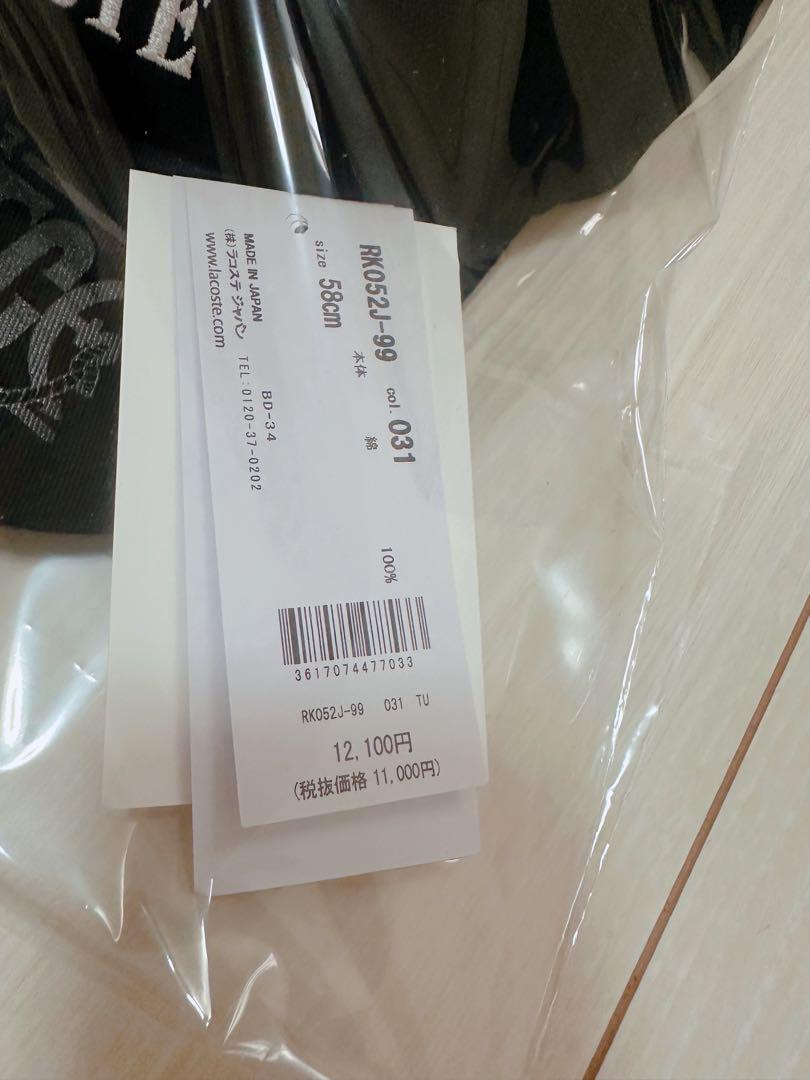 RK052J-99 col. 031
size 58cm 本体 綿 100%
MADE IN JAPAN
(株)ラコステ ジャパン
www.lacoste.com
BD-34
TEL:0120-37-0202
3617074477033
RK052J-99 031 TU
12,100円
(税抜価格 11,000円)